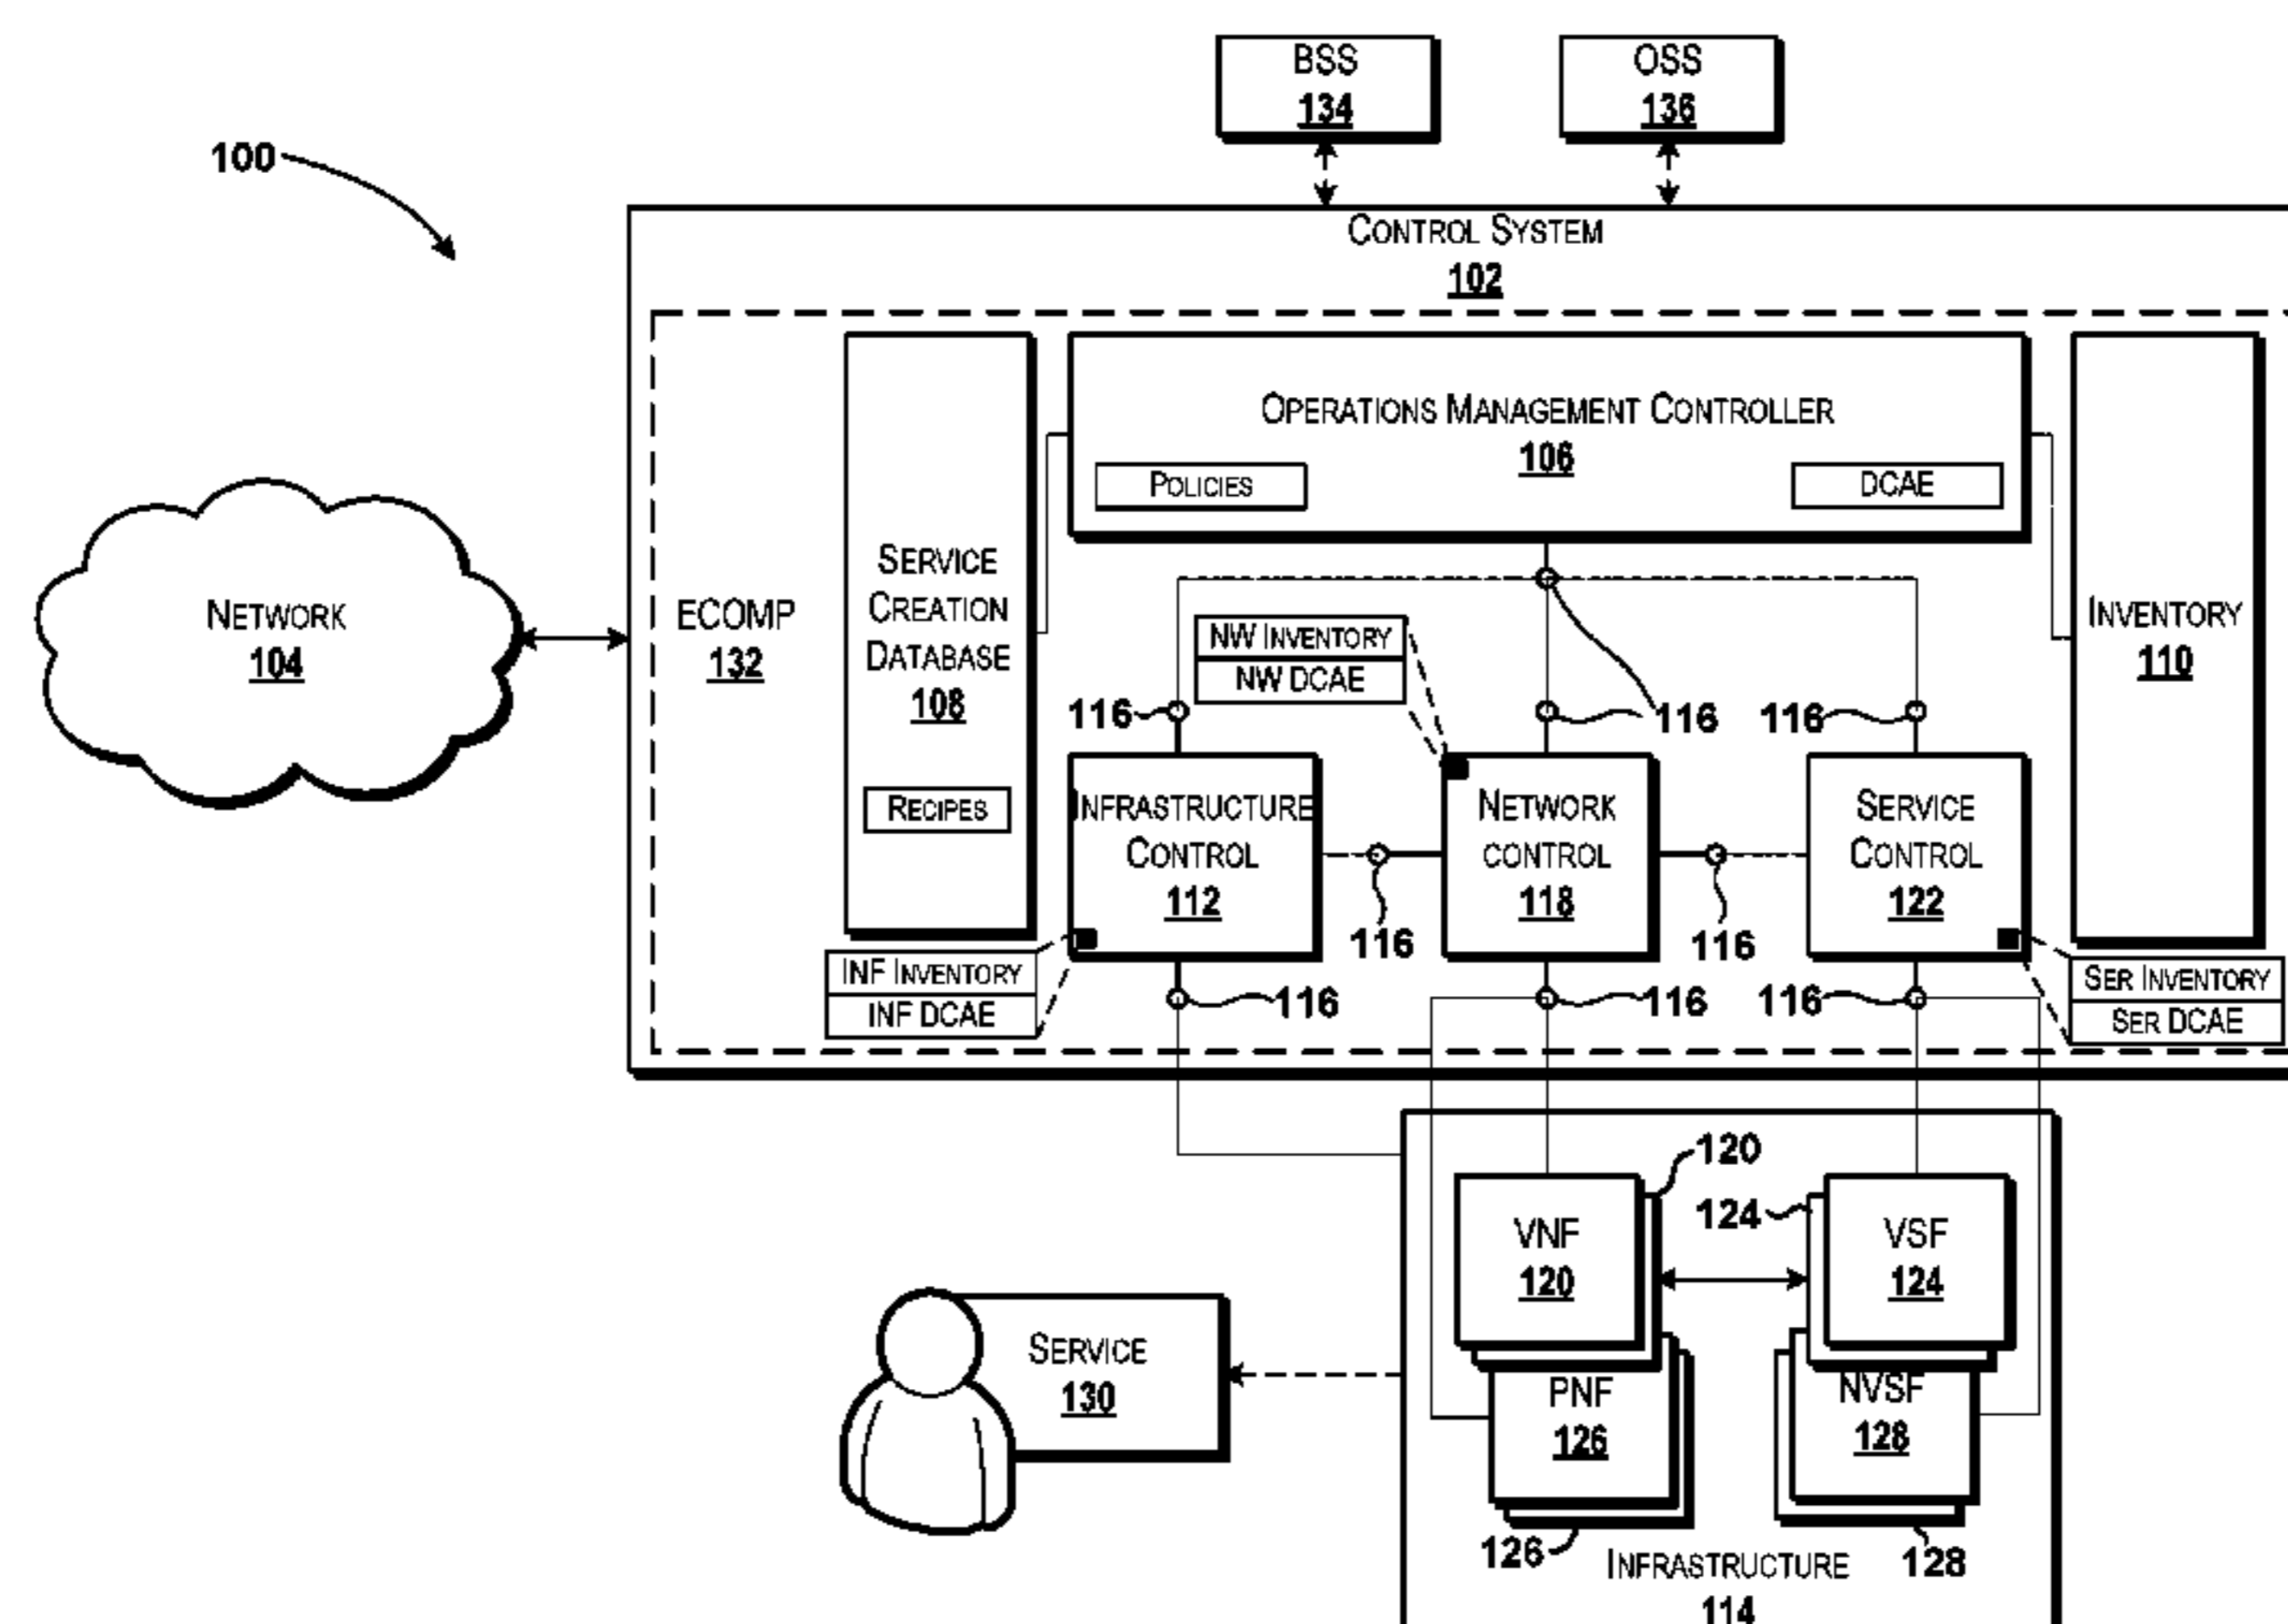 BSS
134
OSS
136
100
CONTROL SYSTEM
102
OPERATIONS MANAGEMENT CONTROLLER
106
POLICIES
DCAE
SERVICE
CREATION
DATABASE
108
RECIPES
ECOMP
132
NETWORK
104
INVENTORY
110
NW INVENTORY
NW DCAE
116
116
116
INFRASTRUCTURE
CONTROL
112
NETWORK
CONTROL
118
SERVICE
CONTROL
122
116
116
INF INVENTORY
INF DCAE
116
116
116
SER INVENTORY
SER DCAE
120
124
VNF
120
VSF
124
SERVICE
130
PNF
126
NVSF
128
126
128
INFRASTRUCTURE
114